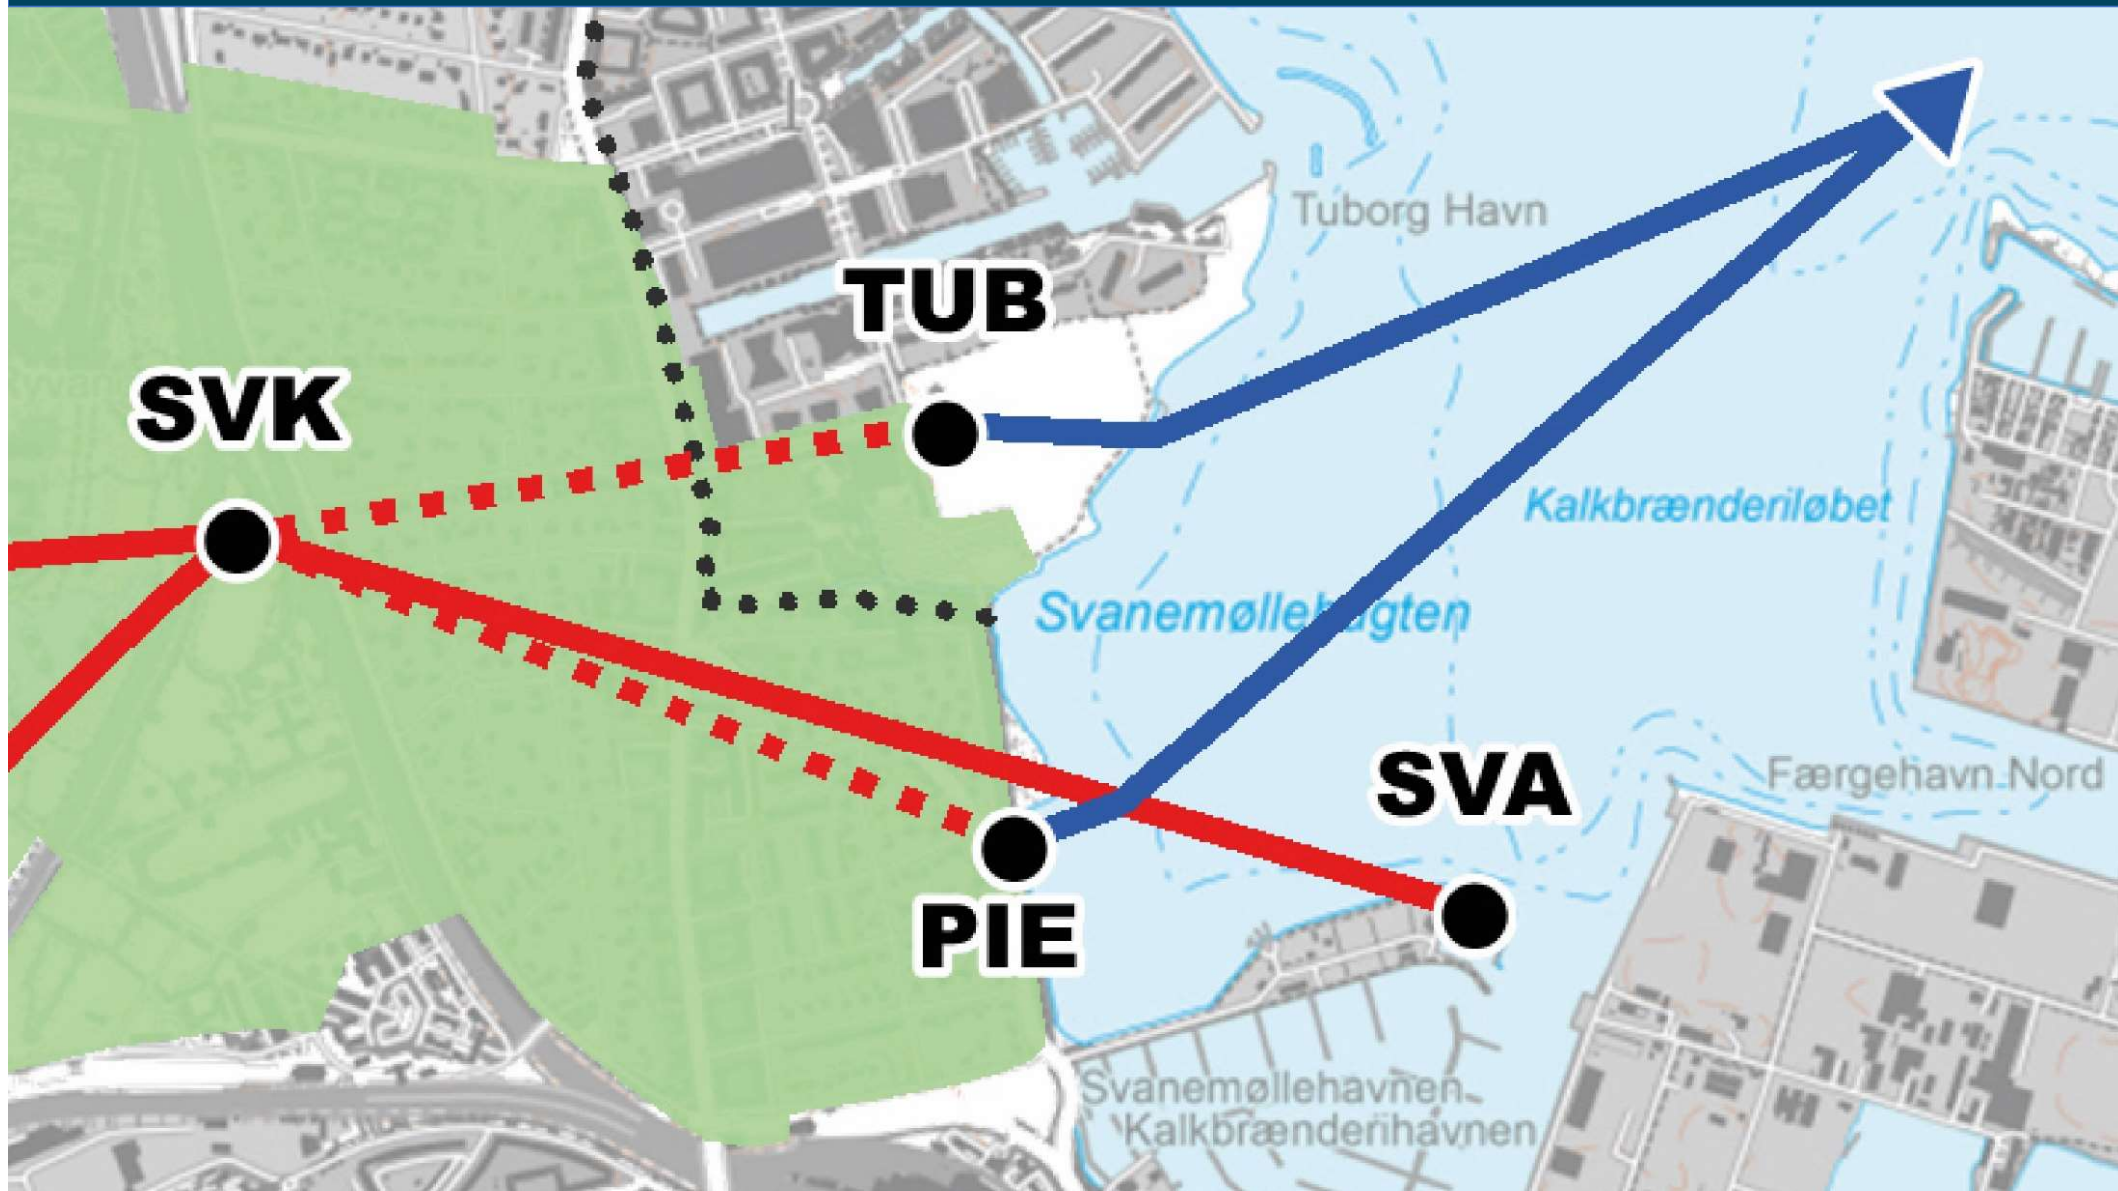 Tuborg Havn
TUB
SVK
Kalkbrænderiløbet
Svanemøllebugten
SVA
Færgehavn Nord
PIE
Svanemøllehavnen
Kalkbrænderihavnen